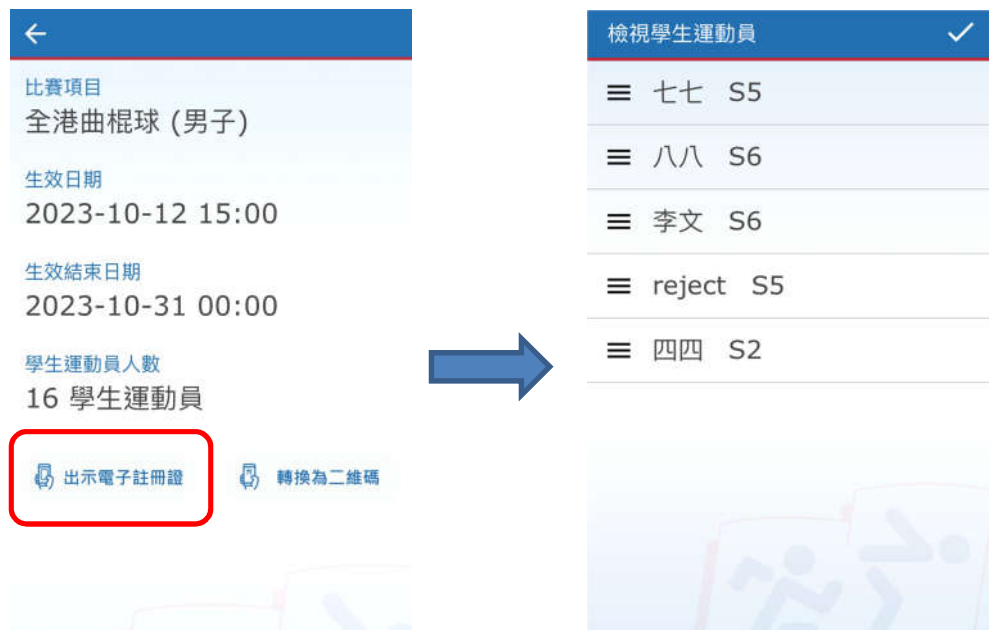 比賽項目
全港曲棍球 (男子)
生效日期
2023-10-12 15:00
生效結束日期
2023-10-31 00:00
學生運動員人數
16 學生運動員
出示電子註冊證
轉換為二維碼
檢視學生運動員
七七 S5
八八 S6
李文 S6
reject S5
四四 S2